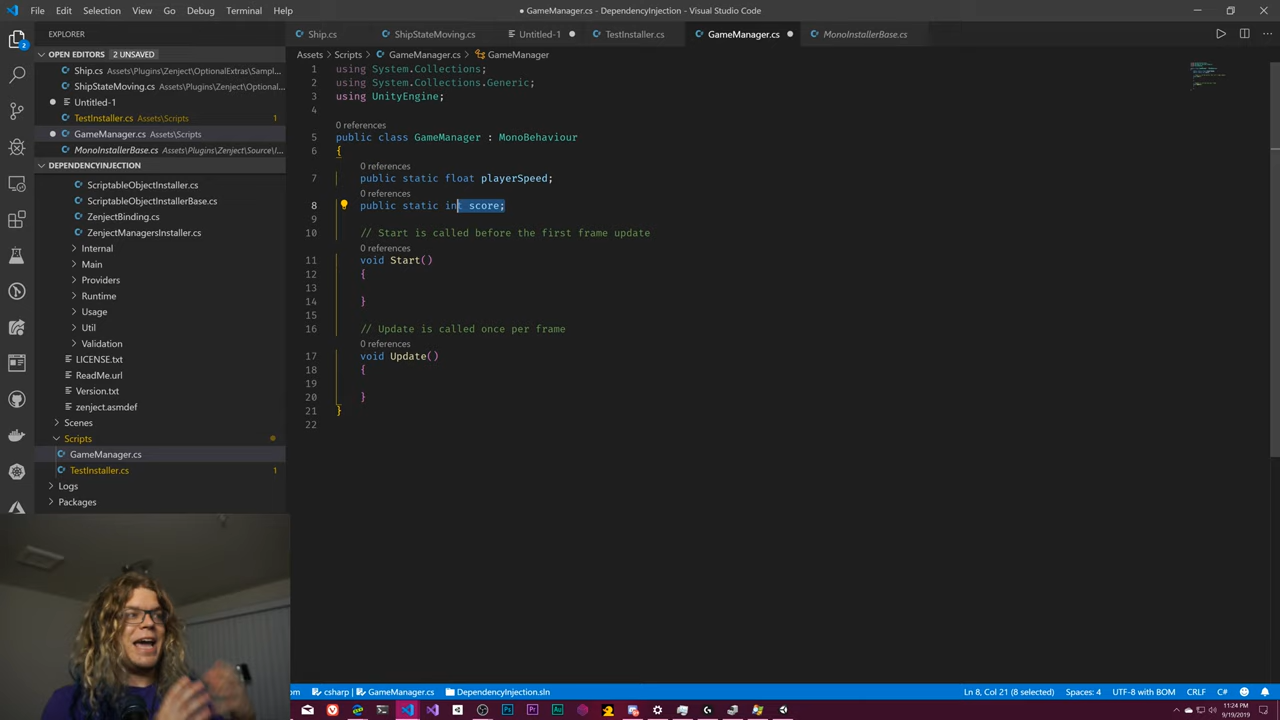 File Edit Selection View Go Debug Terminal Help
● GameManager.cs - DependencyInjection - Visual Studio Code
EXPLORER
Ship.cs ShipStateMoving.cs Untitled-1 ● TestInstaller.cs GameManager.cs ● MonoInstallerBase.cs
OPEN EDITORS 2 UNSAVED
Assets > Scripts > GameManager.cs > GameManager
Ship.cs Assets\Plugins\Zenject\OptionalExtras\Sampl...
ShipStateMoving.cs Assets\Plugins\Zenject\Optional...
● Untitled-1
TestInstaller.cs Assets\Scripts 1
● GameManager.cs Assets\Scripts
MonoInstallerBase.cs Assets\Plugins\Zenject\Source\I...
DEPENDENCYINJECTION
ScriptableObjectInstaller.cs
ScriptableObjectInstallerBase.cs
ZenjectBinding.cs
ZenjectManagersInstaller.cs
Internal
Main
Providers
Runtime
Usage
Util
Validation
LICENSE.txt
ReadMe.url
Version.txt
zenject.asmdef
Scenes
Scripts
GameManager.cs
TestInstaller.cs 1
Logs
Packages
1 using System.Collections;
2 using System.Collections.Generic;
3 using UnityEngine;
4
0 references
5 public class GameManager : MonoBehaviour
6 {
0 references
7 public static float playerSpeed;
0 references
8 public static int score;
9
10 // Start is called before the first frame update
0 references
11 void Start()
12 {
13
14 }
15
16 // Update is called once per frame
0 references
17 void Update()
18 {
19
20 }
21 }
22
om csharp | GameManager.cs DependencyInjection.sln Ln 8, Col 21 (8 selected) Spaces: 4 UTF-8 with BOM CRLF C#
11:24 PM
9/19/2019